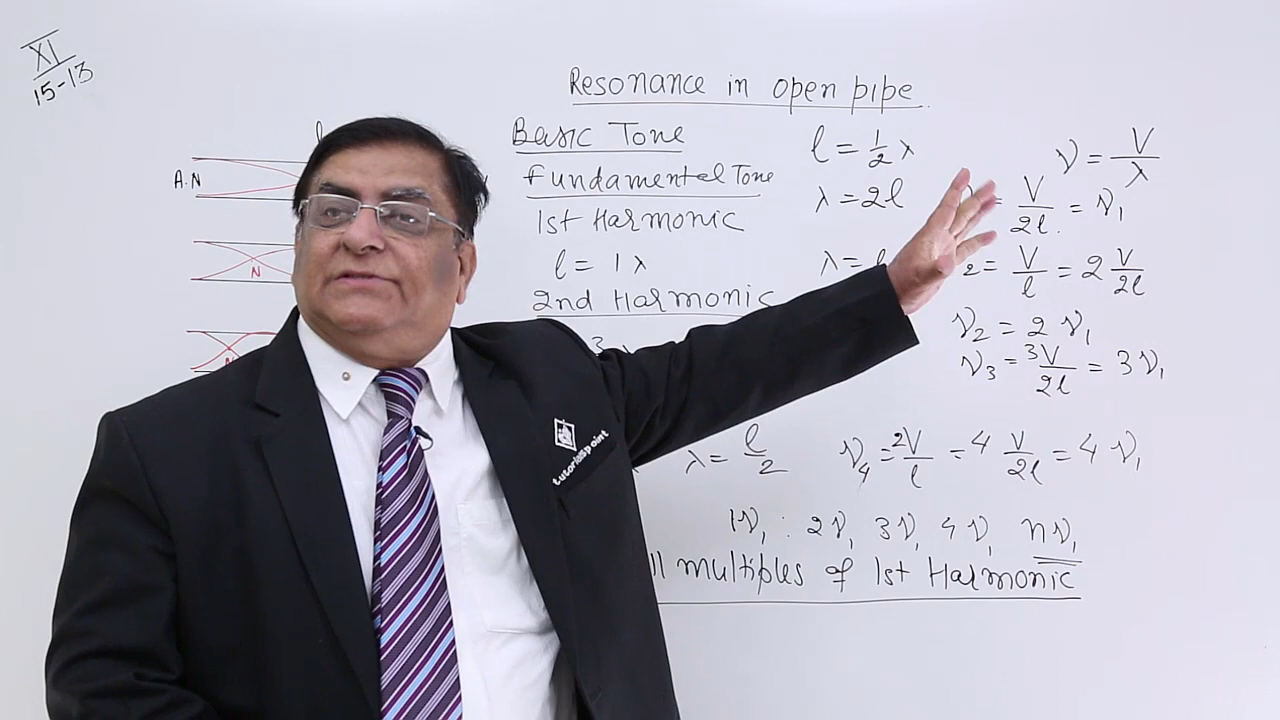 XI
15-13
Resonance in open pipe
Basic Tone
l = 1/2 λ
ν = V/λ
A.N
Fundamental Tone
λ = 2l
= V/2l. = ν₁
1st Harmonic
N
l = 1λ
λ = l
₂ = V/l = 2 V/2l
2nd Harmonic
ν₂ = 2 ν₁
N
3
ν₃ = 3V/2l = 3ν₁
tutorialspoint
λ = l/2
ν₄ = 2V/l = 4 V/2l = 4 ν₁
1ν₁ : 2ν₁ 3ν₁ 4ν₁ nν₁
ll multiples of 1st Harmonic